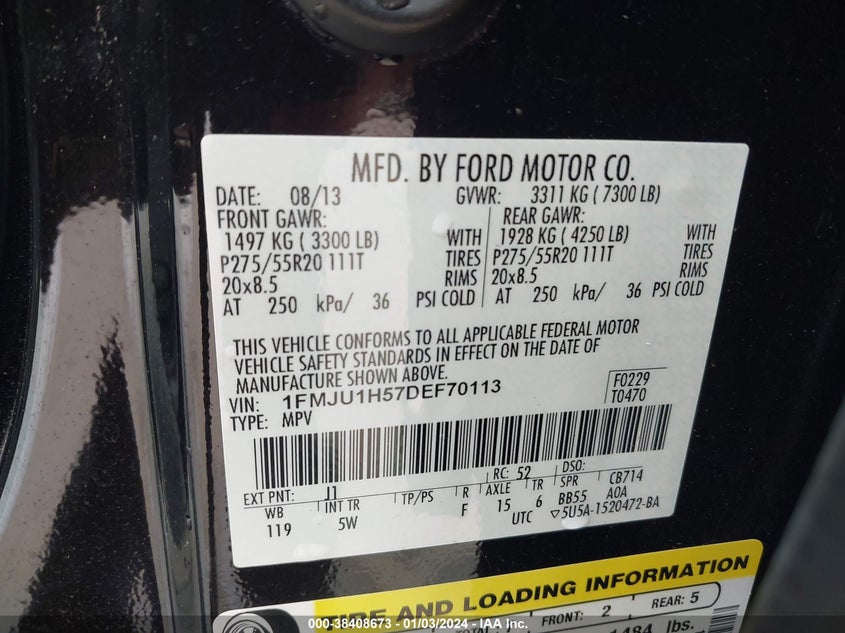 MFD. BY FORD MOTOR CO.
DATE: 08/13 GVWR: 3311 KG ( 7300 LB)
FRONT GAWR: REAR GAWR:
1497 KG ( 3300 LB) WITH 1928 KG ( 4250 LB) WITH
P275/55R20 111T TIRES P275/55R20 111T TIRES
20x8.5 RIMS 20x8.5 RIMS
AT 250 kPa/ 36 PSI COLD AT 250 kPa/ 36 PSI COLD
THIS VEHICLE CONFORMS TO ALL APPLICABLE FEDERAL MOTOR
VEHICLE SAFETY STANDARDS IN EFFECT ON THE DATE OF
MANUFACTURE SHOWN ABOVE.
VIN: 1FMJU1H57DEF70113 F0229
TYPE: MPV T0470
EXT PNT: J1 RC: 52 DSO:
WB INT TR TP/PS R AXLE TR SPR CB714
119 5W F 15 6 BB55 A0A
UTC ▽5U5A-1520472-BA
TIRE AND LOADING INFORMATION
FRONT: 2 REAR: 5
1484 lbs.
000-38408673 - 01/03/2024 - IAAI.com